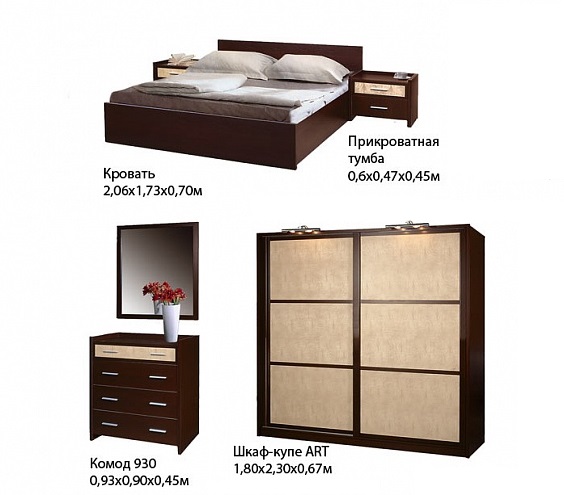 Прикроватная
тумба
0,6х0,47х0,45м
Кровать
2,06х1,73х0,70м
Шкаф-купе ART
1,80х2,30х0,67м
Комод 930
0,93х0,90х0,45м